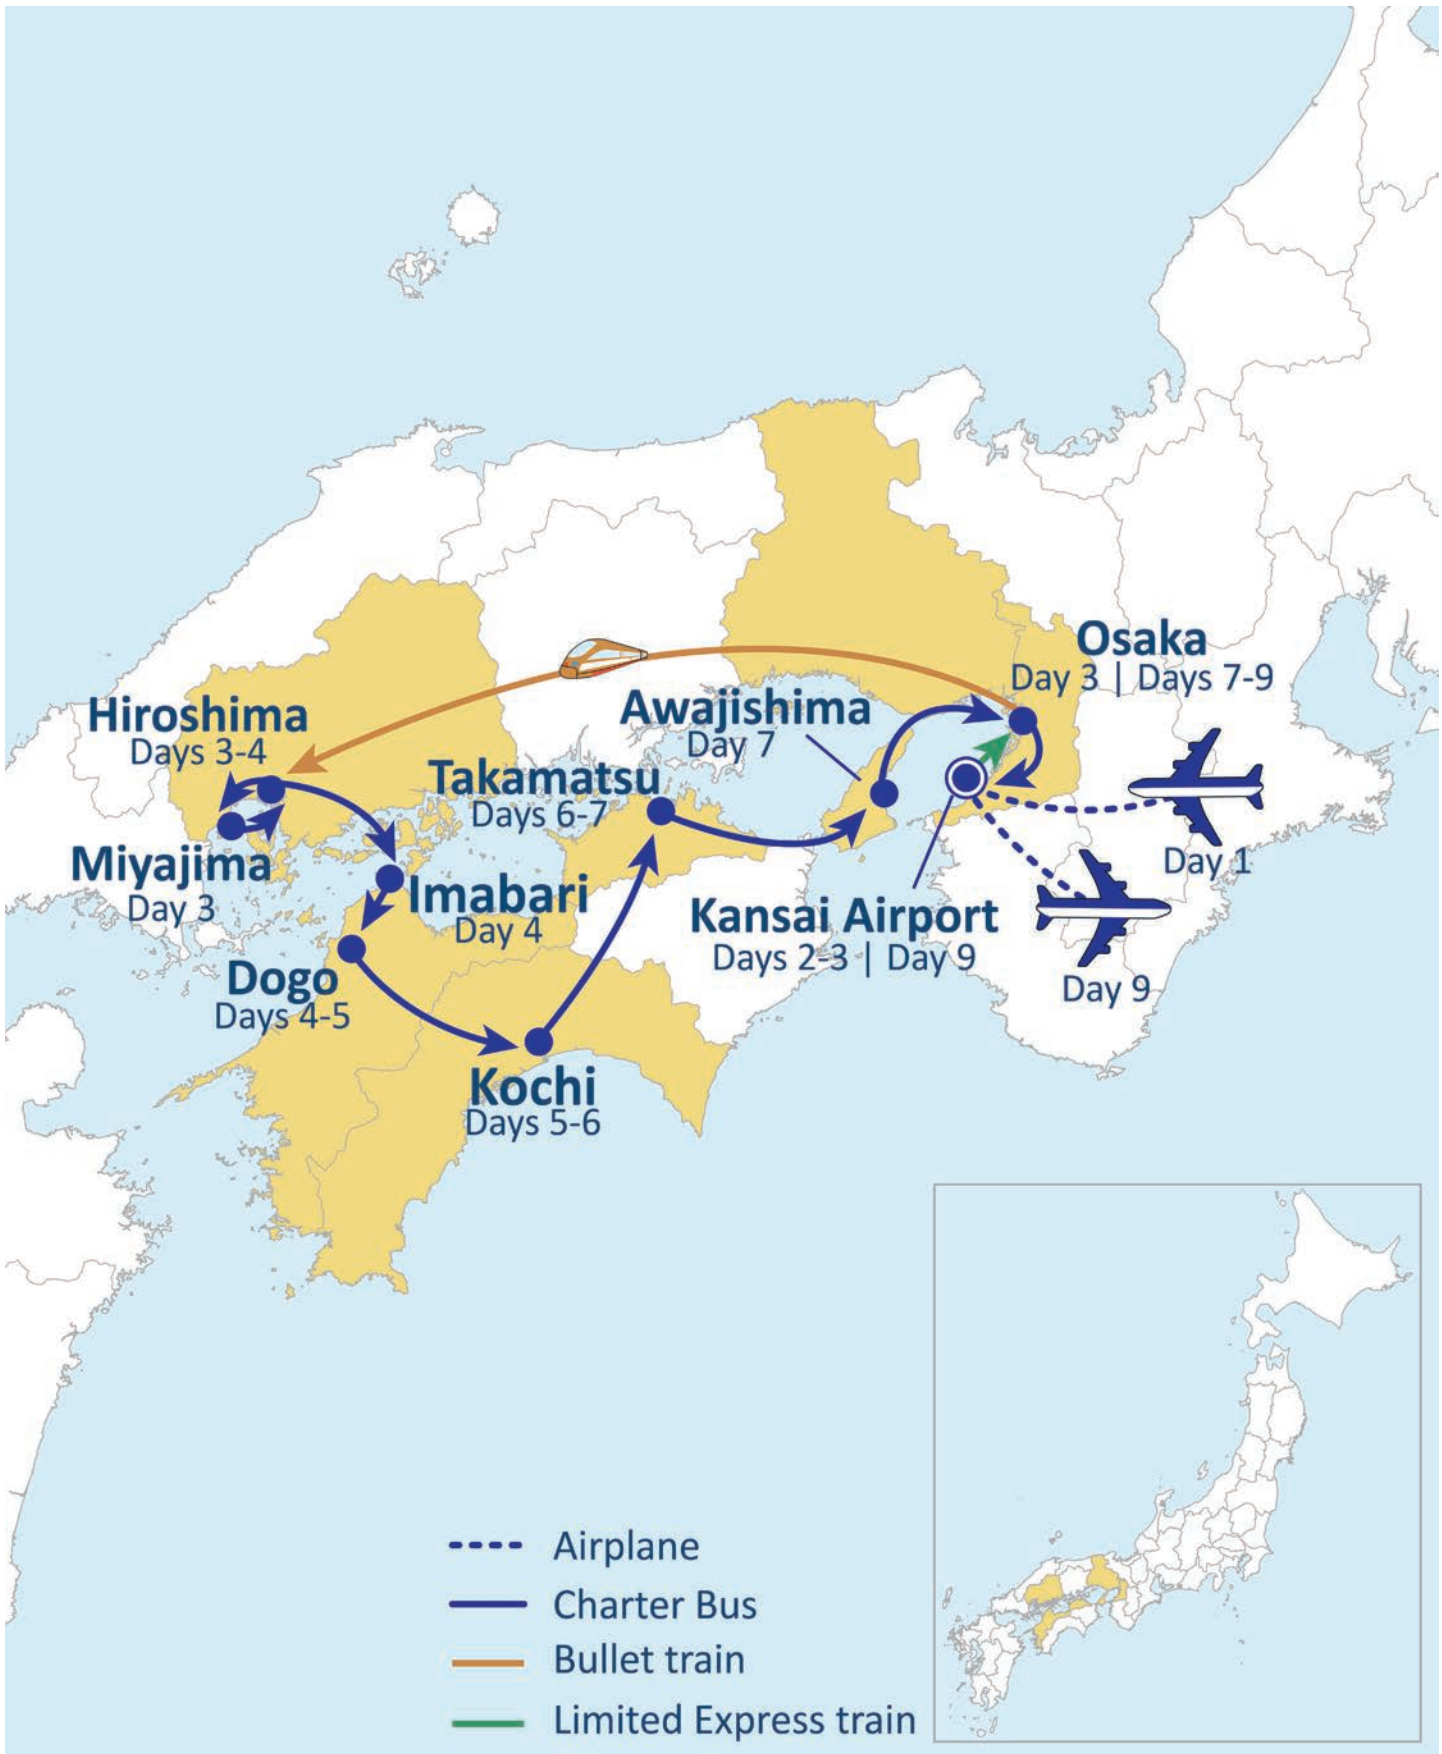 Osaka
Day 3 | Days 7-9
Hiroshima
Days 3-4
Awajishima
Day 7
Takamatsu
Days 6-7
Miyajima
Day 3
Imabari
Day 4
Day 1
Kansai Airport
Days 2-3 | Day 9
Day 9
Dogo
Days 4-5
Kochi
Days 5-6
Airplane
Charter Bus
Bullet train
Limited Express train